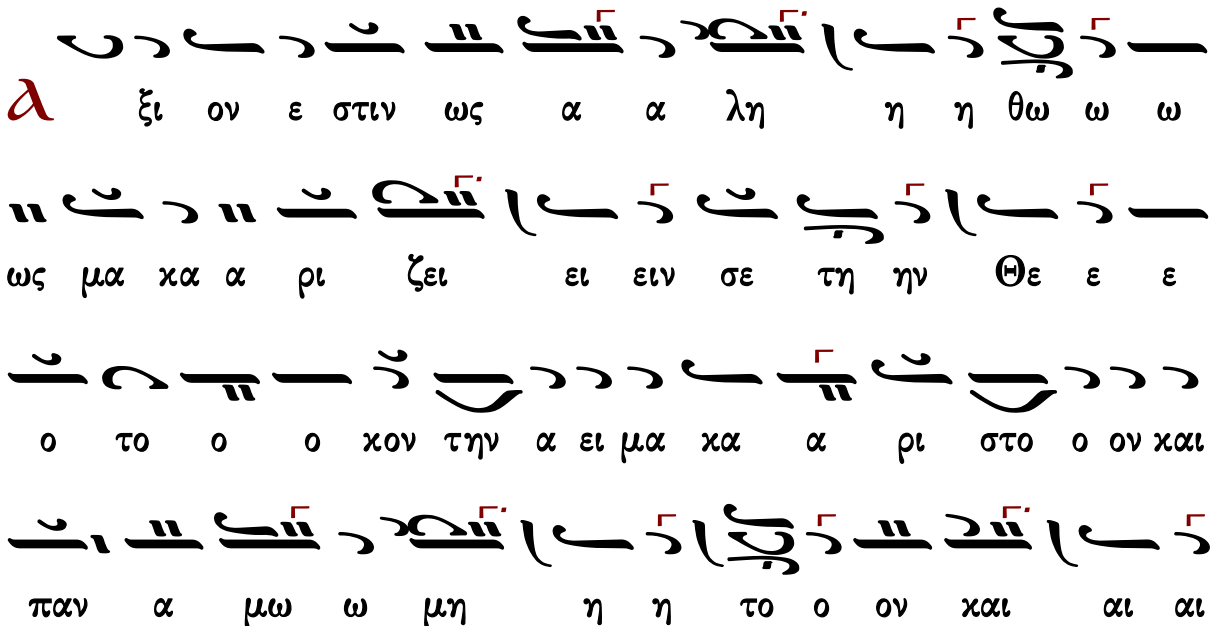 α ξι ον ε στιν ως α α λη η η θω ω ω
ως μα κα α ρι ζει ει ειν σε τη ην Θε ε ε
ο το ο ο κον την α ει μα κα α ρι στο ο ον και
παν α μω ω μη η η το ο ον και αι αι